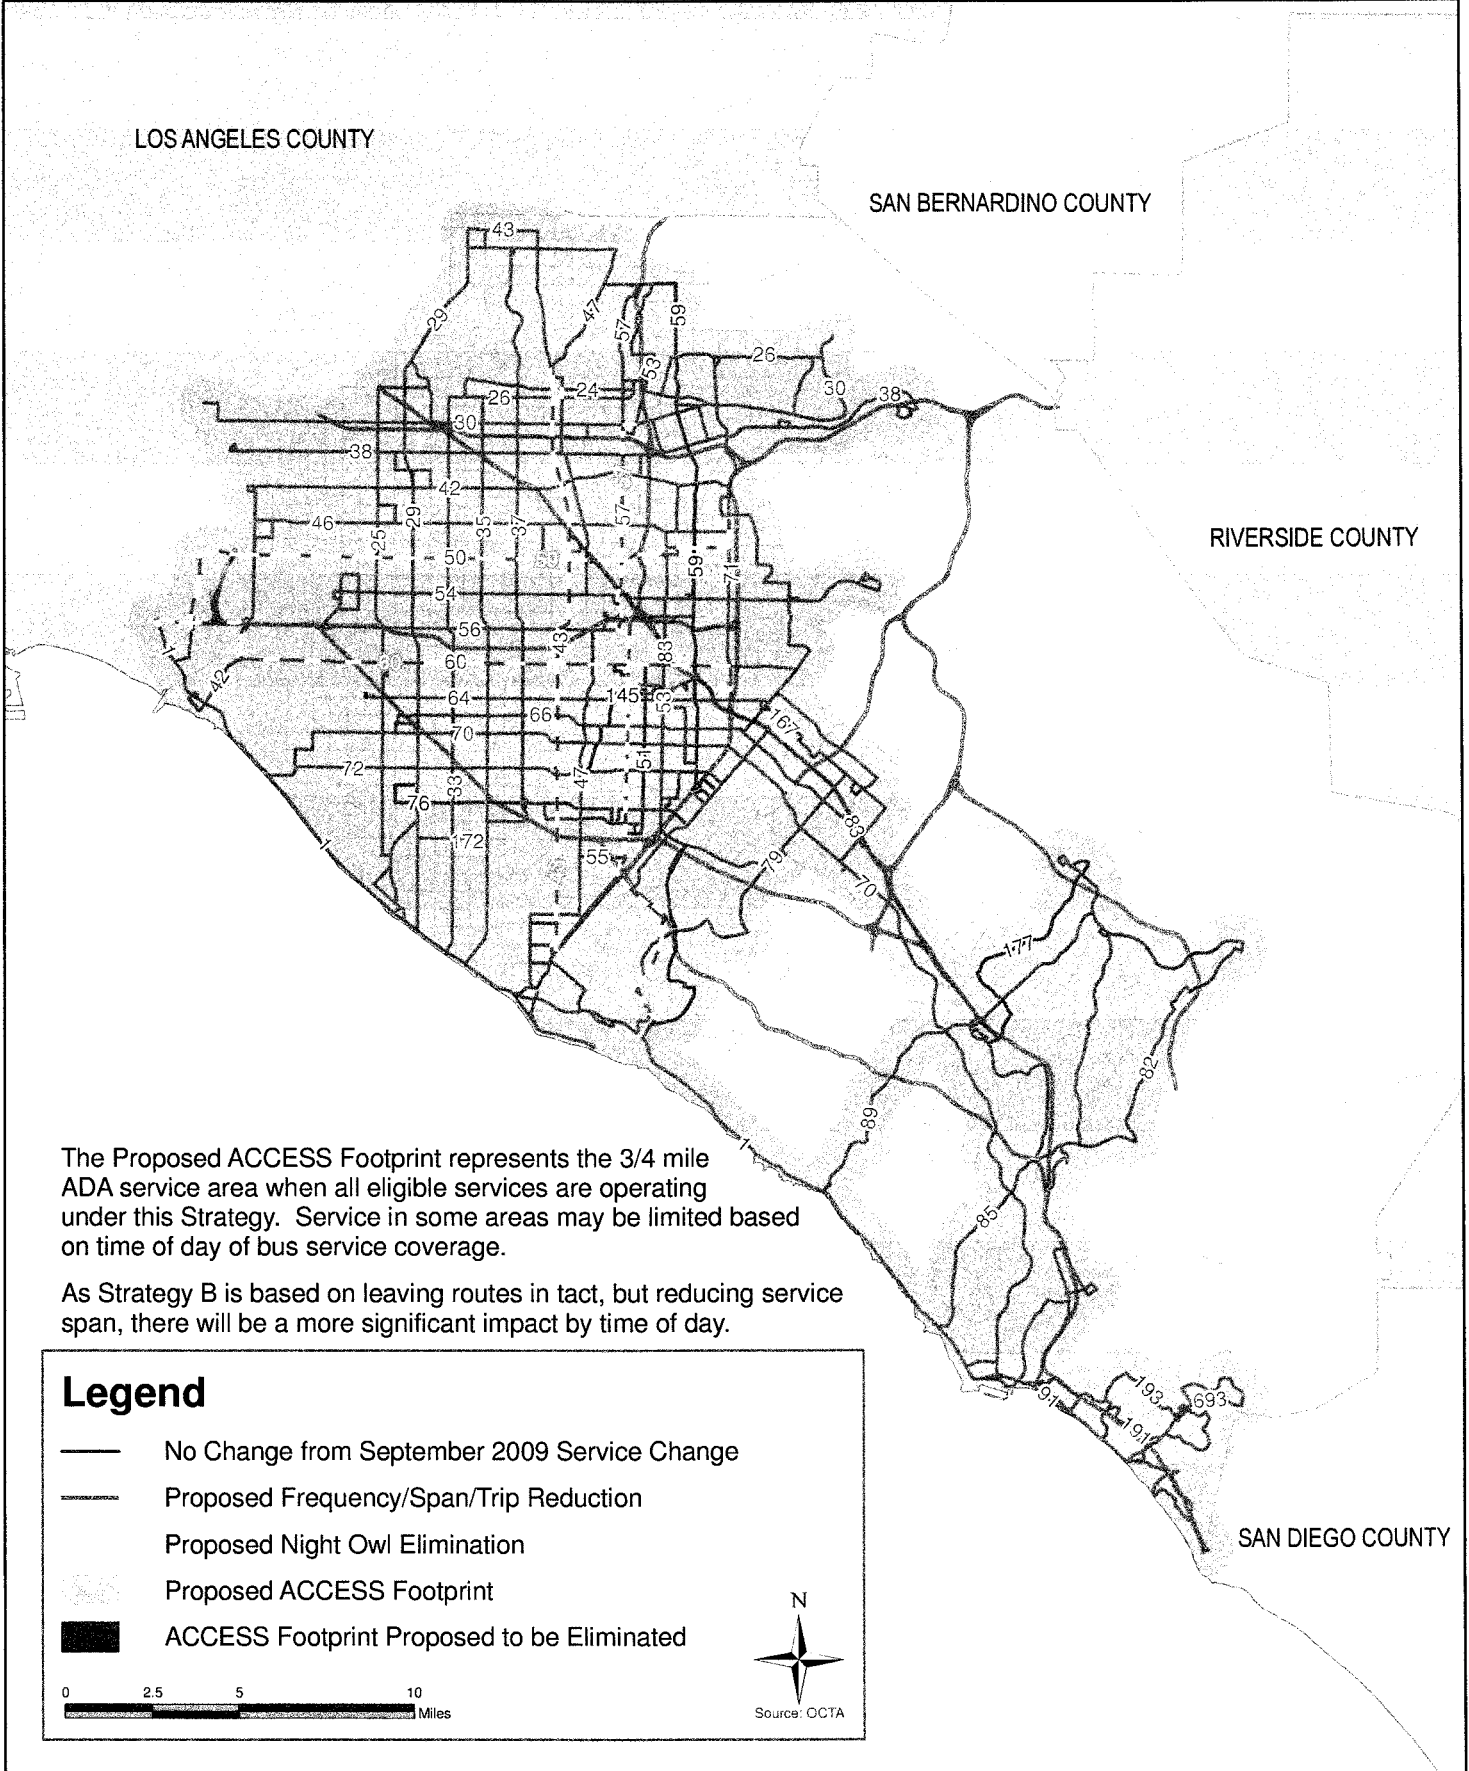 LOS ANGELES COUNTY
SAN BERNARDINO COUNTY
43
29
47
57
59
53
26
26
24
30
30
38
38
42
46
29
25
35
37
57
50
59
71
54
56
43
83
1
42
60
60
64
145
53
66
167
70
72
47
51
33
76
172
1
55
83
79
70
177
82
89
1
85
91
193
693
191
RIVERSIDE COUNTY
The Proposed ACCESS Footprint represents the 3/4 mile
ADA service area when all eligible services are operating
under this Strategy. Service in some areas may be limited based
on time of day of bus service coverage.
As Strategy B is based on leaving routes in tact, but reducing service
span, there will be a more significant impact by time of day.
Legend
No Change from September 2009 Service Change
Proposed Frequency/Span/Trip Reduction
Proposed Night Owl Elimination
Proposed ACCESS Footprint
ACCESS Footprint Proposed to be Eliminated
0 2.5 5 10
Miles
N
Source: OCTA
SAN DIEGO COUNTY